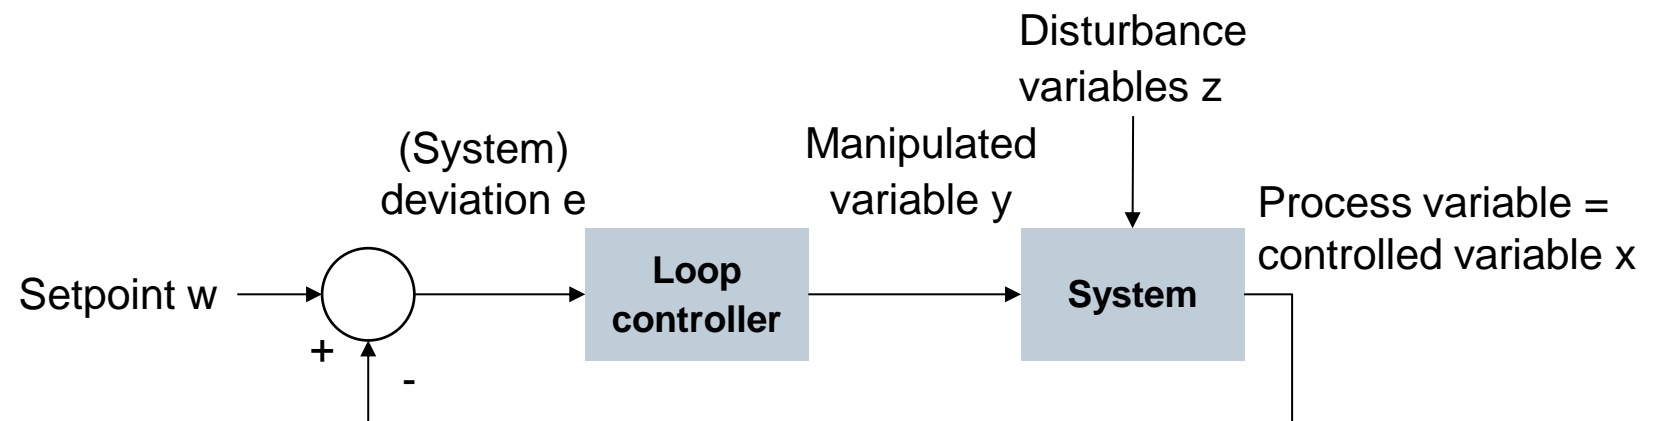 Disturbance
variables z
(System)
deviation e
Manipulated
variable y
Process variable =
controlled variable x
Setpoint w
Loop
controller
System
+
-